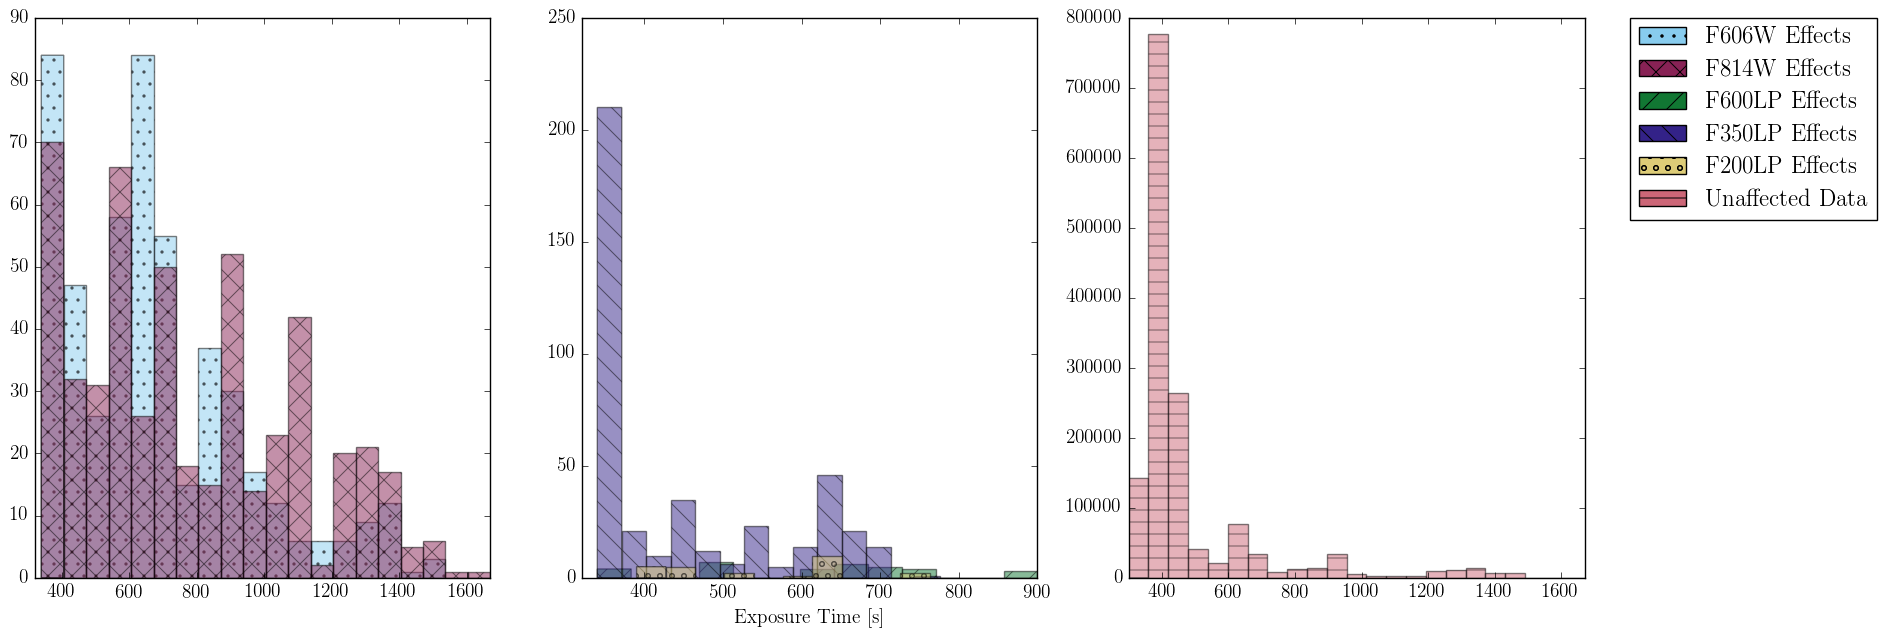 90
80
70
60
50
40
30
20
10
0
400 600 800 1000 1200 1400 1600
250
200
150
100
50
0
400 500 600 700 800 900
Exposure Time [s]
800000
700000
600000
500000
400000
300000
200000
100000
0
400 600 800 1000 1200 1400 1600
F606W Effects
F814W Effects
F600LP Effects
F350LP Effects
F200LP Effects
Unaffected Data